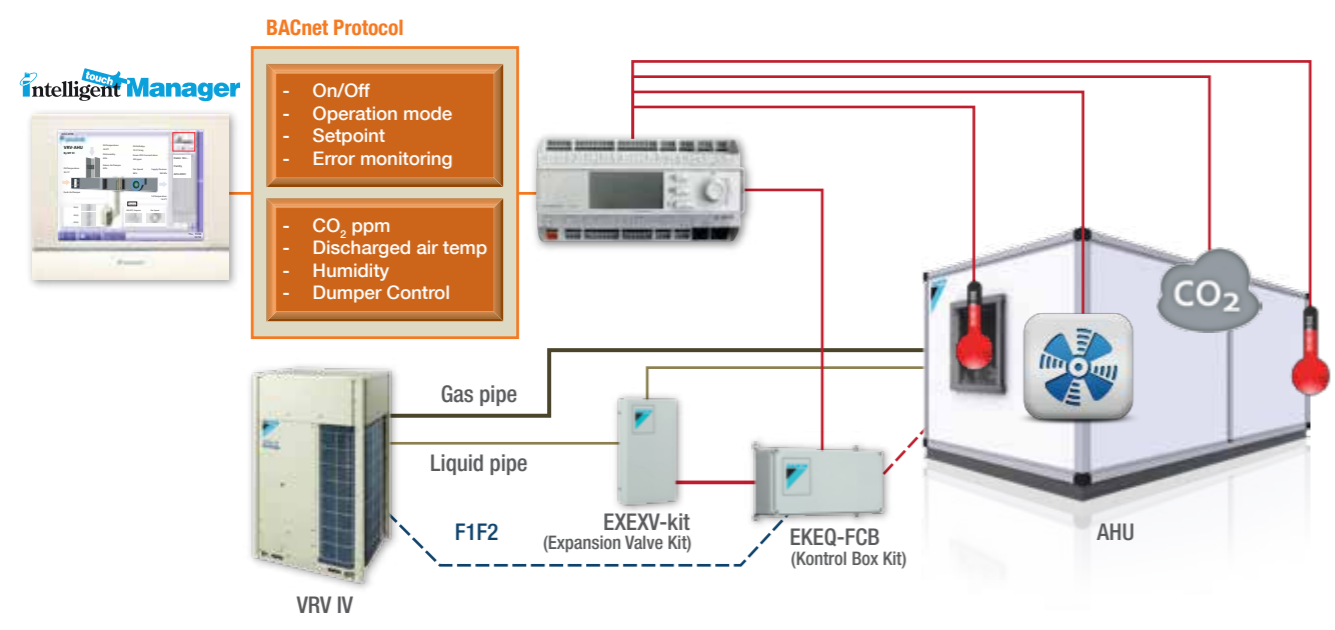 BACnet Protocol
intelligent touch Manager
- On/Off
- Operation mode
- Setpoint
- Error monitoring
- CO₂ ppm
- Discharged air temp
- Humidity
- Dumper Control
VRV-AHU
CO₂
Gas pipe
Liquid pipe
F1F2
EXEXV-kit
(Expansion Valve Kit)
EKEQ-FCB
(Kontrol Box Kit)
AHU
VRV IV